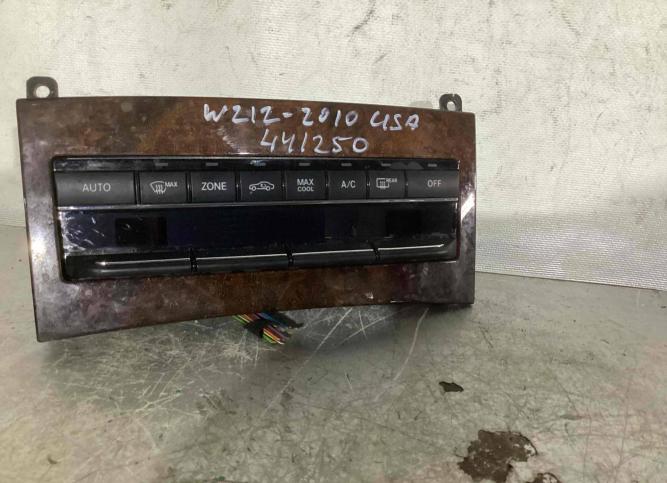 W212-2010 USA
441250
AUTO MAX ZONE MAX COOL A/C REAR OFF